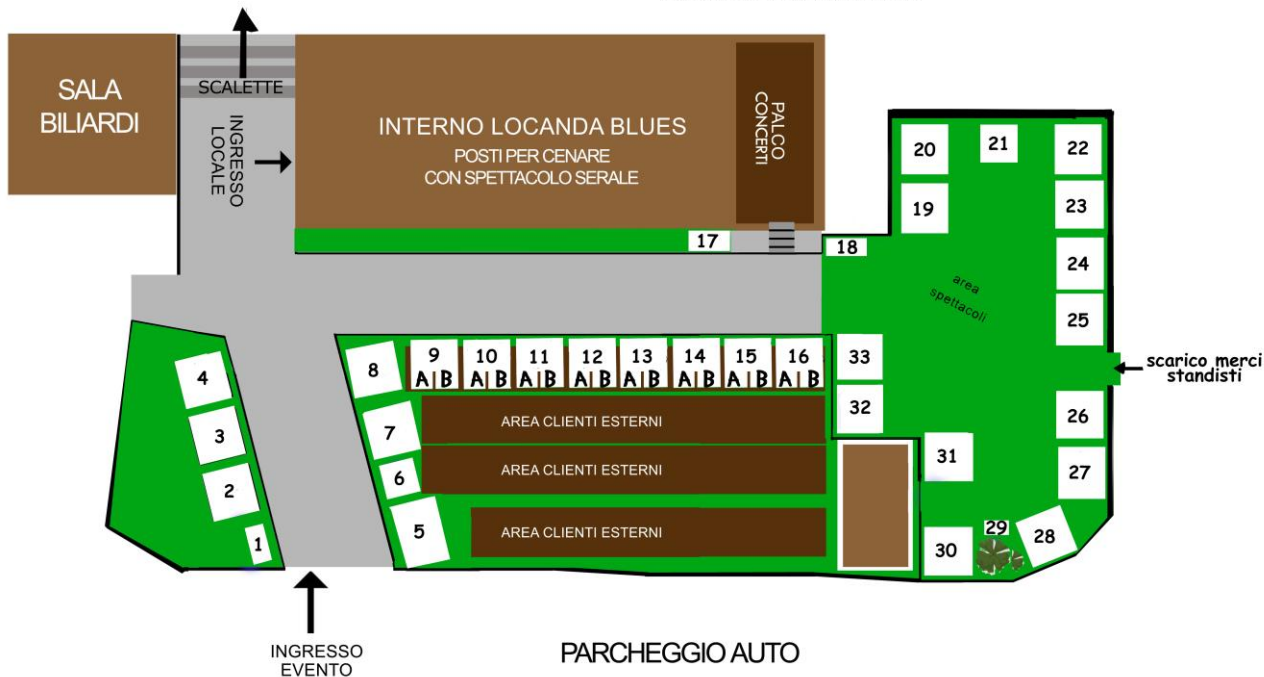 SALA
BILIARDI
SCALETTE
INGRESSO
LOCALE
INTERNO LOCANDA BLUES
POSTI PER CENARE
CON SPETTACOLO SERALE
PALCO
CONCERTI
17
18
20
21
22
19
23
24
25
area
spettacoli
scarico merci
standisti
4
3
2
1
8
7
6
5
9
A|B
10
A|B
11
A|B
12
A|B
13
A|B
14
A|B
15
A|B
16
A|B
AREA CLIENTI ESTERNI
AREA CLIENTI ESTERNI
AREA CLIENTI ESTERNI
33
32
31
30
29
28
26
27
INGRESSO
EVENTO
PARCHEGGIO AUTO